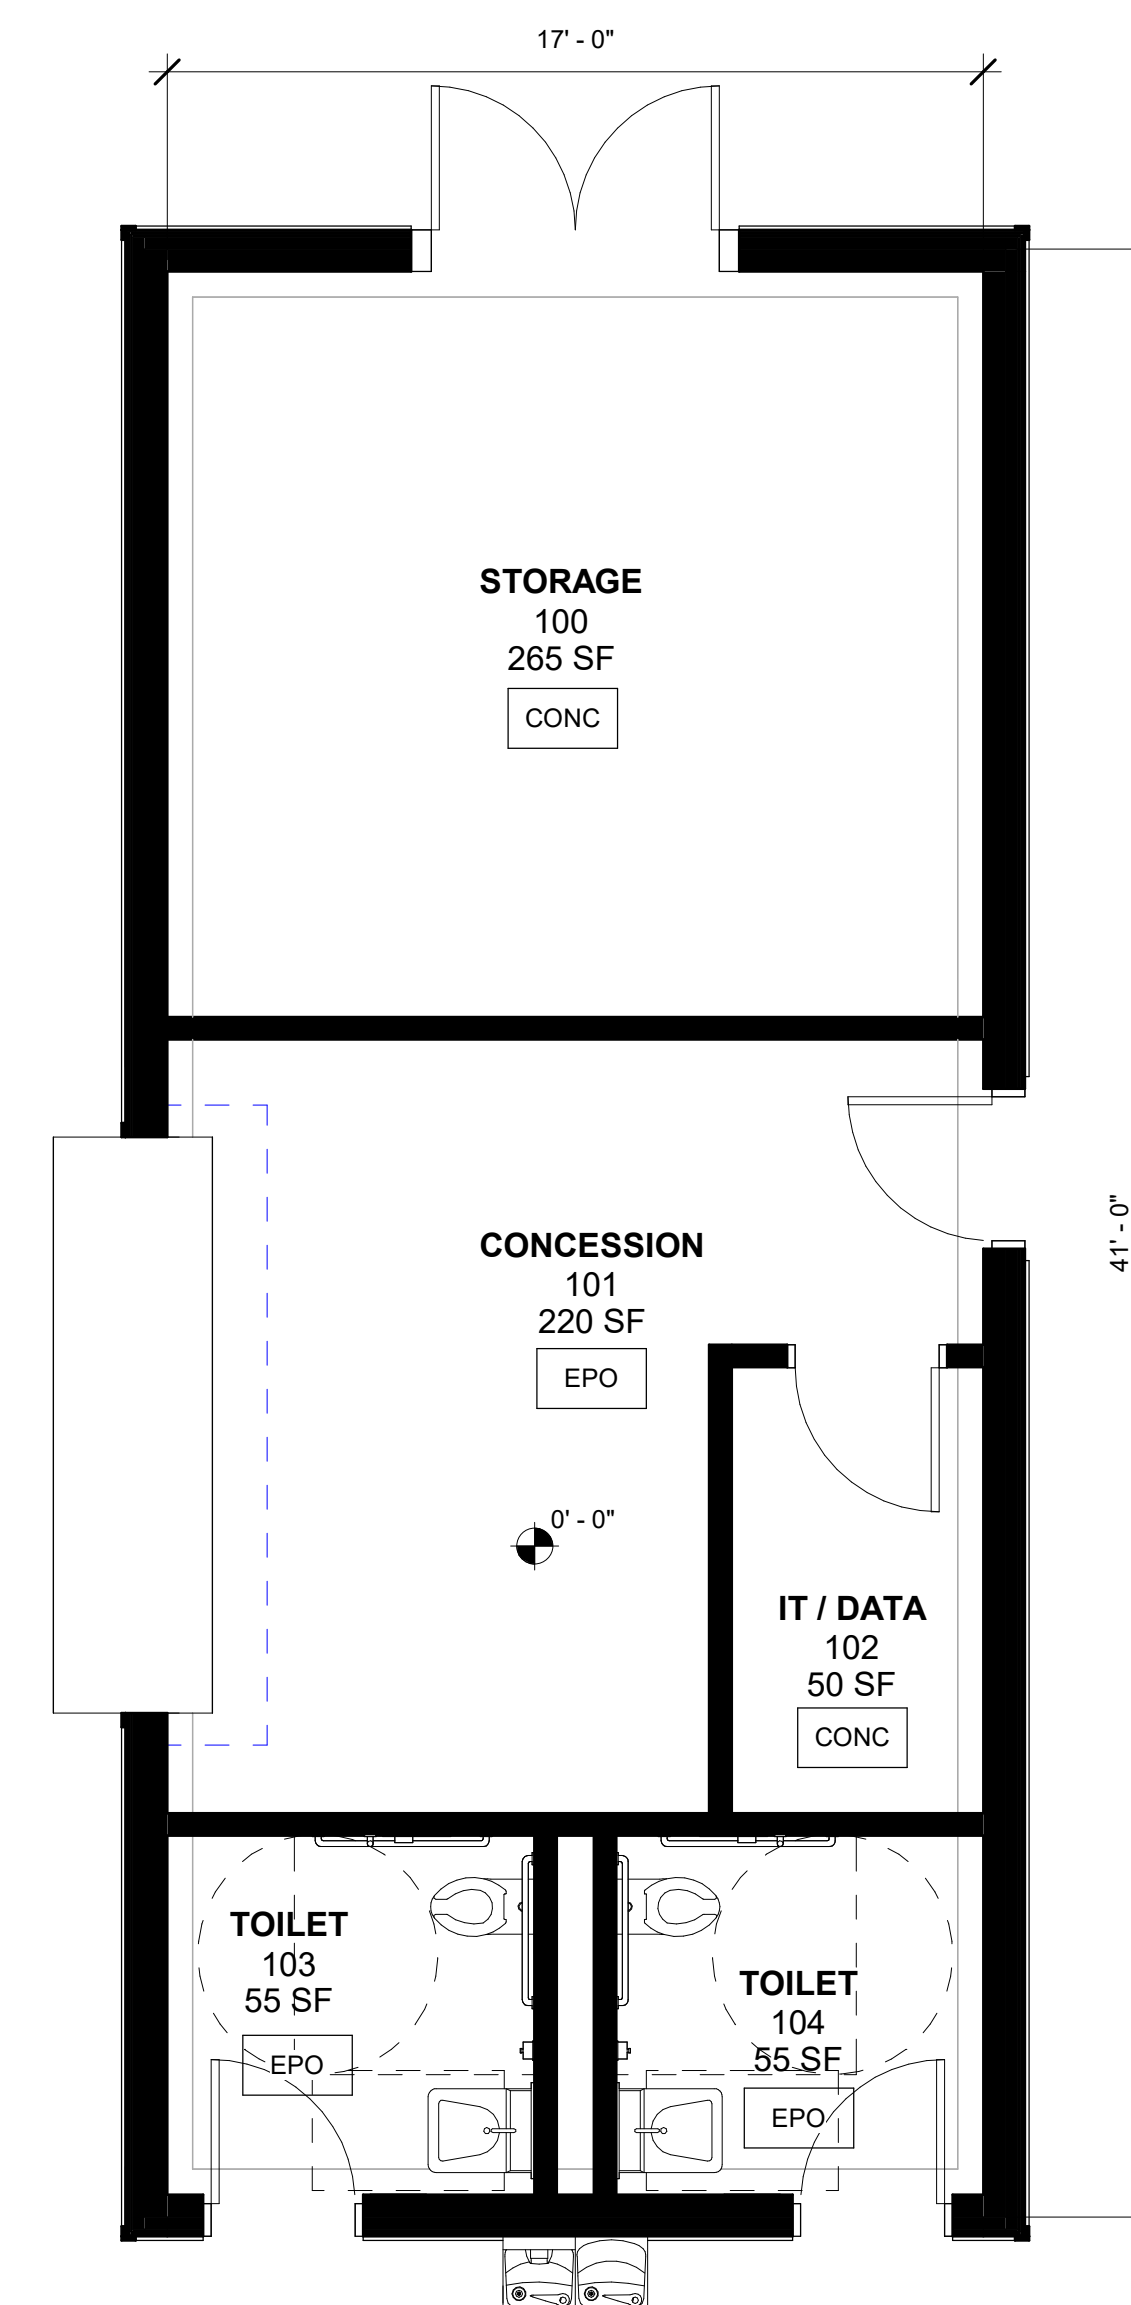 17' - 0"
STORAGE
100
265 SF
CONC
41' - 0"
CONCESSION
101
220 SF
EPO
0' - 0"
IT / DATA
102
50 SF
CONC
TOILET
103
55 SF
EPO
TOILET
104
55 SF
EPO